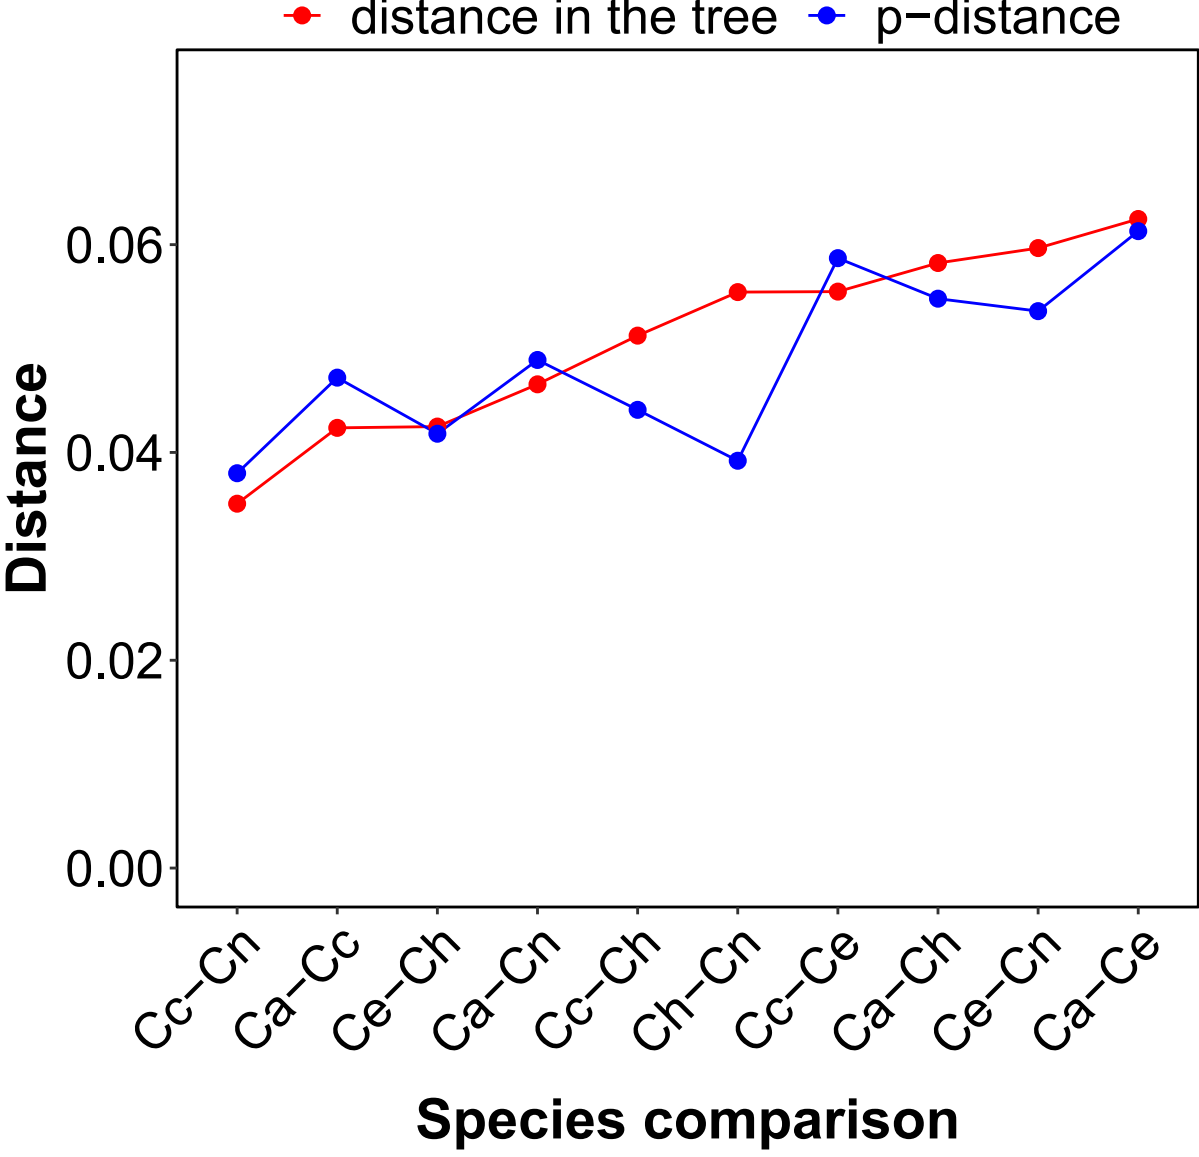 distance in the tree p−distance
Distance
0.06
0.04
0.02
0.00
Cc−Cn Ca−Cc Ce−Ch Ca−Cn Cc−Ch Ch−Cn Cc−Ce Ca−Ch Ce−Cn Ca−Ce
Species comparison